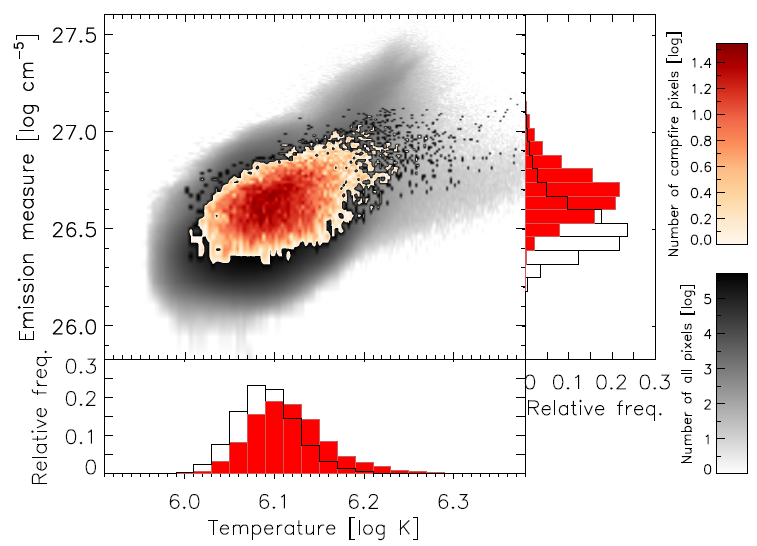 27.5
27.0
26.5
26.0
Emission measure [log cm⁻⁵]
0.3
0.2
0.1
0
Relative freq.
6.0 6.1 6.2 6.3
Temperature [log K]
0 0.1 0.2 0.3
Relative freq.
Number of campfire pixels [log]
1.4
1.2
1.0
0.8
0.6
0.4
0.2
0.0
Number of all pixels [log]
5
4
3
2
1
0